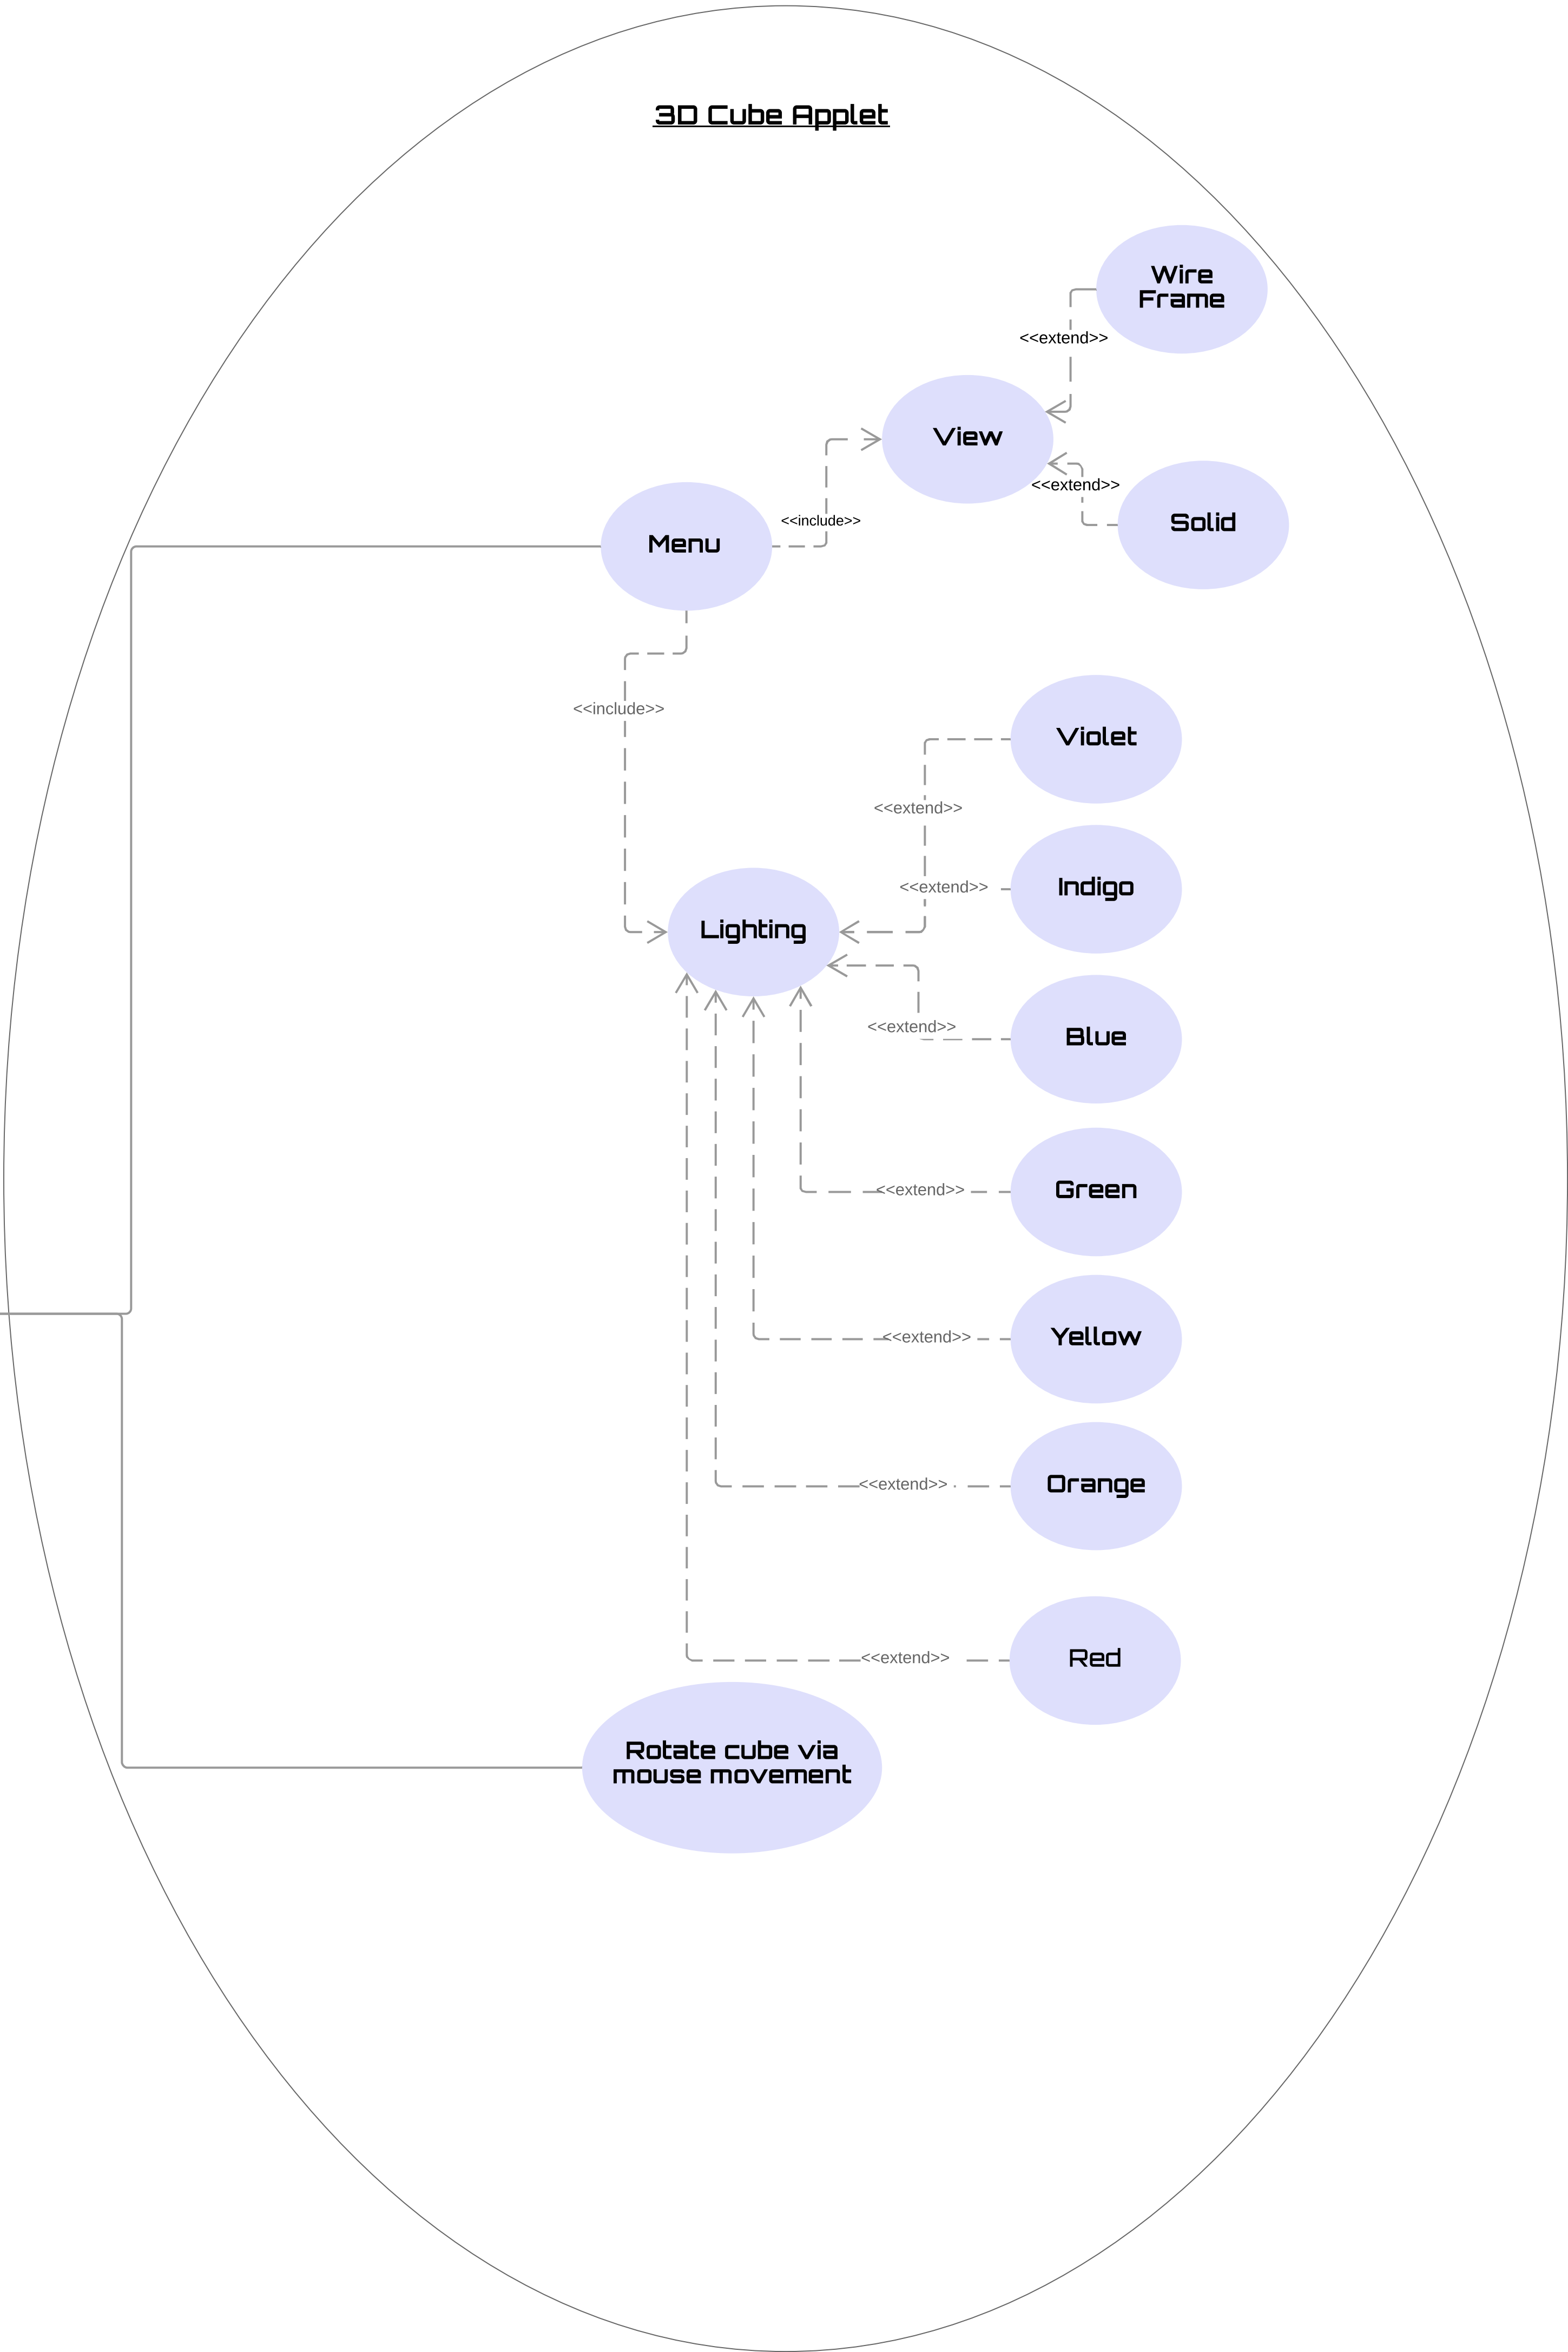 3D Cube Applet
Wire
Frame
<<extend>>
View
<<extend>>
Solid
<<include>>
Menu
<<include>>
Violet
<<extend>>
<<extend>>
Indigo
Lighting
<<extend>>
Blue
<<extend>>
Green
<<extend>>
Yellow
<<extend>>
Orange
<<extend>>
Red
Rotate cube via
mouse movement